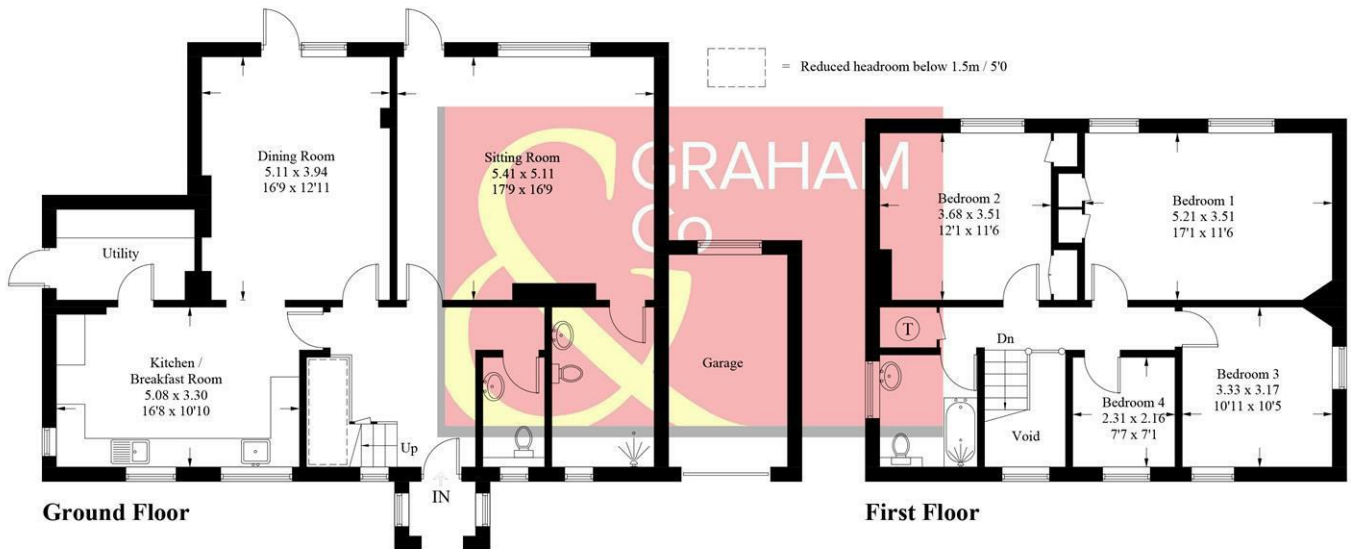 = Reduced headroom below 1.5m / 5'0
GRAHAM
&
Co
Dining Room
5.11 x 3.94
16'9 x 12'11
Sitting Room
5.41 x 5.11
17'9 x 16'9
Utility
Kitchen /
Breakfast Room
5.08 x 3.30
16'8 x 10'10
Garage
Up
IN
Ground Floor
Bedroom 2
3.68 x 3.51
12'1 x 11'6
Bedroom 1
5.21 x 3.51
17'1 x 11'6
T
Dn
Bedroom 3
3.33 x 3.17
10'11 x 10'5
Bedroom 4
2.31 x 2.16
7'7 x 7'1
Void
First Floor